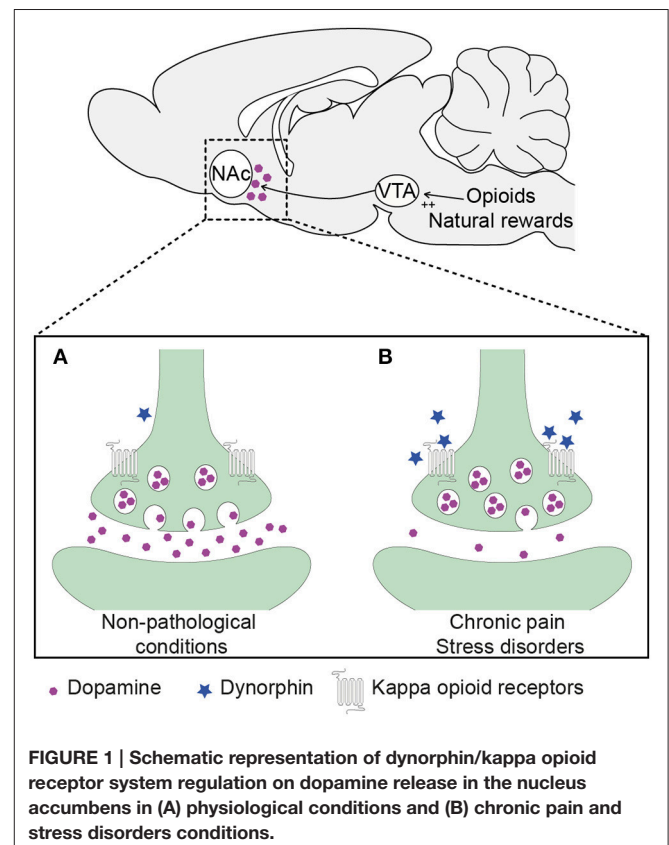 NAc
VTA
++
Opioids
Natural rewards
A
B
Non-pathological
conditions
Chronic pain
Stress disorders
Dopamine
Dynorphin
Kappa opioid receptors
FIGURE 1 | Schematic representation of dynorphin/kappa opioid
receptor system regulation on dopamine release in the nucleus
accumbens in (A) physiological conditions and (B) chronic pain and
stress disorders conditions.